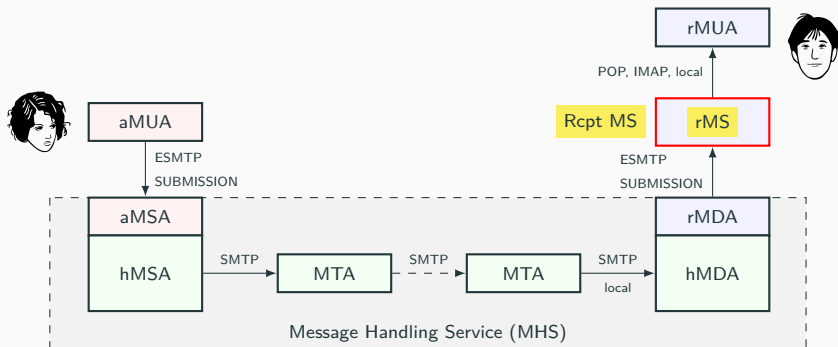 rMUA
POP, IMAP, local
aMUA
Rcpt MS
rMS
ESMTP
SUBMISSION
ESMTP
SUBMISSION
aMSA
rMDA
hMSA
SMTP
MTA
SMTP
MTA
SMTP
local
hMDA
Message Handling Service (MHS)